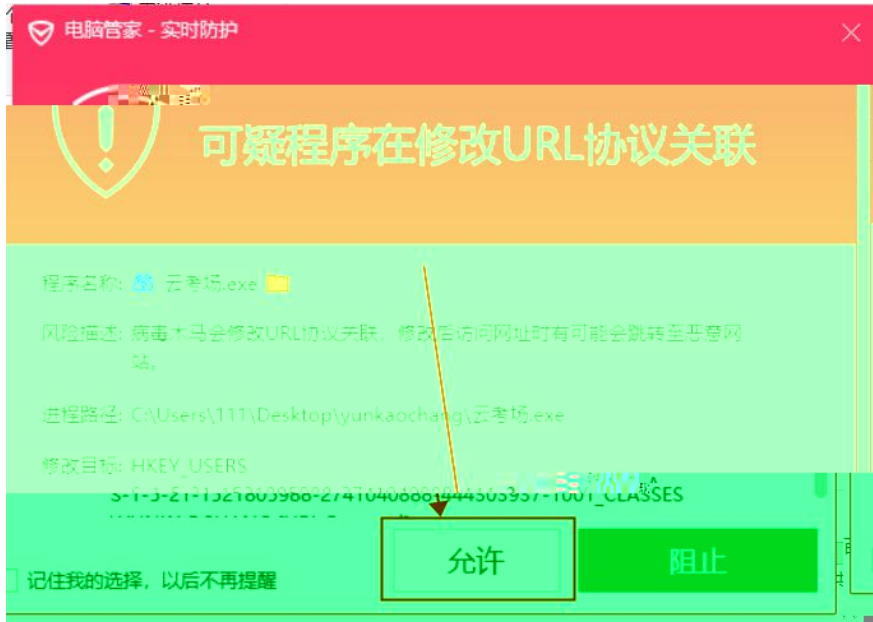 电脑管家 - 实时防护
可疑程序在修改URL协议关联
程序名称: 云考场.exe
风险描述: 病毒木马会修改URL协议关联，修改后访问网址时有可能会跳转至恶意网
站。
进程路径: C:\Users\111\Desktop\yunkaochang\云考场.exe
修改目标: HKEY_USERS
记住我的选择，以后不再提醒
允许
阻止